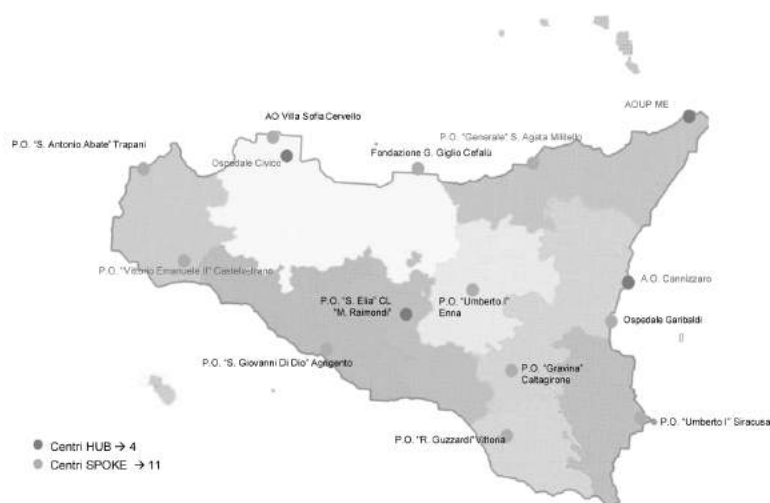 AOUP ME
AO Villa Sofia Cervello
P.O. "Generale" S. Agata Militello
P.O. "S. Antonio Abate" Trapani
Fondazione G. Giglio Cefalù
Ospedale Civico
P.O. "Vittorio Emanuele II" Castelvetrano
A.O. Cannizzaro
P.O. "S. Elia" CL
"M. Raimondi"
P.O. "Umberto I"
Enna
Ospedale Garibaldi
P.O. "S. Giovanni Di Dio" Agrigento
P.O. "Gravina"
Caltagirone
P.O. "Umberto I" Siracusa
P.O. "R. Guzzardi" Vittoria
Centri HUB → 4
Centri SPOKE → 11